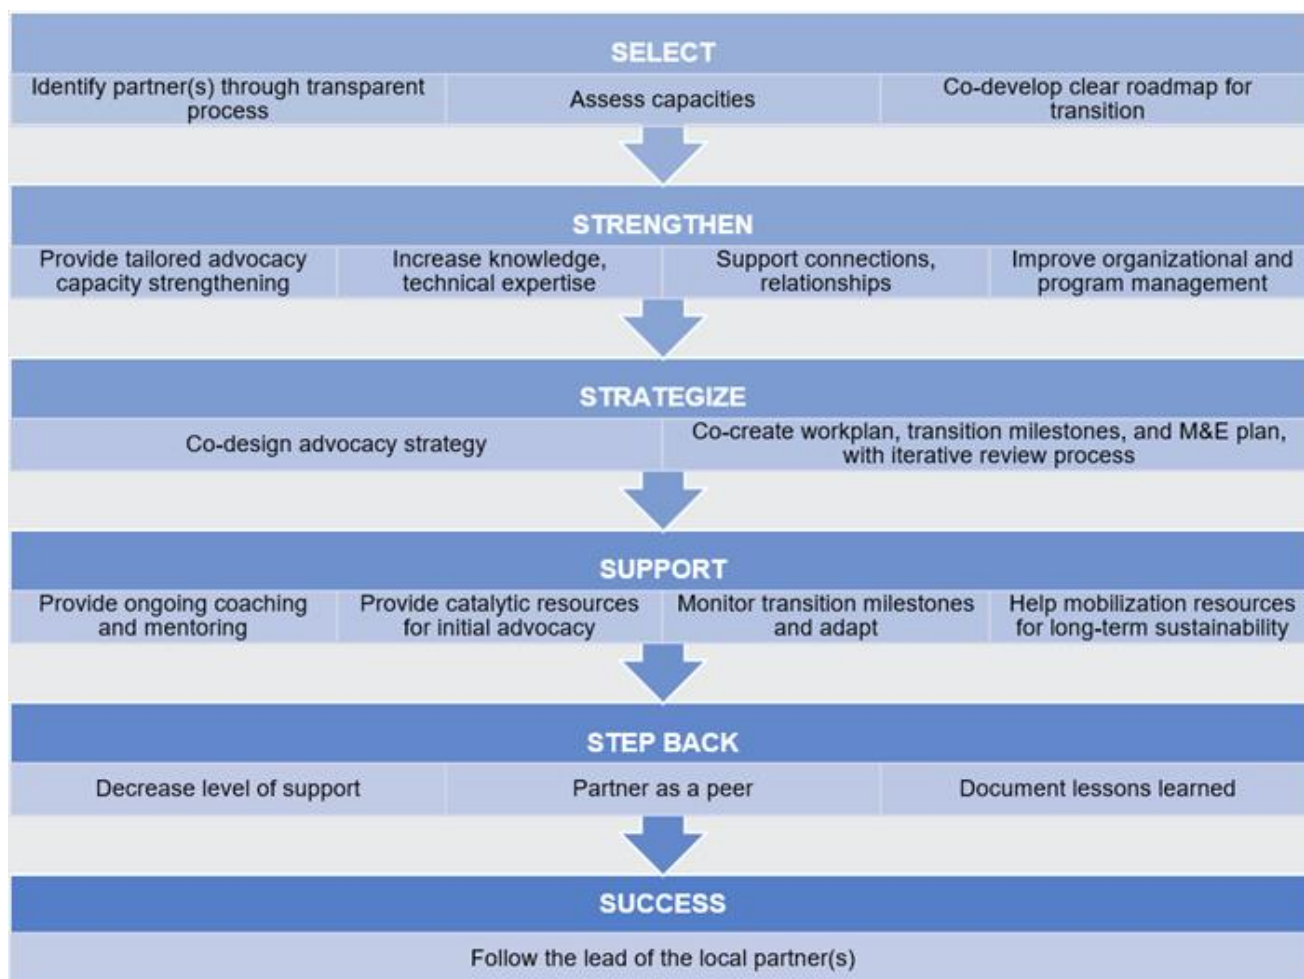 SELECT
Identify partner(s) through transparent
process
Assess capacities
Co-develop clear roadmap for
transition
STRENGTHEN
Provide tailored advocacy
capacity strengthening
Increase knowledge,
technical expertise
Support connections,
relationships
Improve organizational and
program management
STRATEGIZE
Co-design advocacy strategy
Co-create workplan, transition milestones, and M&E plan,
with iterative review process
SUPPORT
Provide ongoing coaching
and mentoring
Provide catalytic resources
for initial advocacy
Monitor transition milestones
and adapt
Help mobilization resources
for long-term sustainability
STEP BACK
Decrease level of support
Partner as a peer
Document lessons learned
SUCCESS
Follow the lead of the local partner(s)